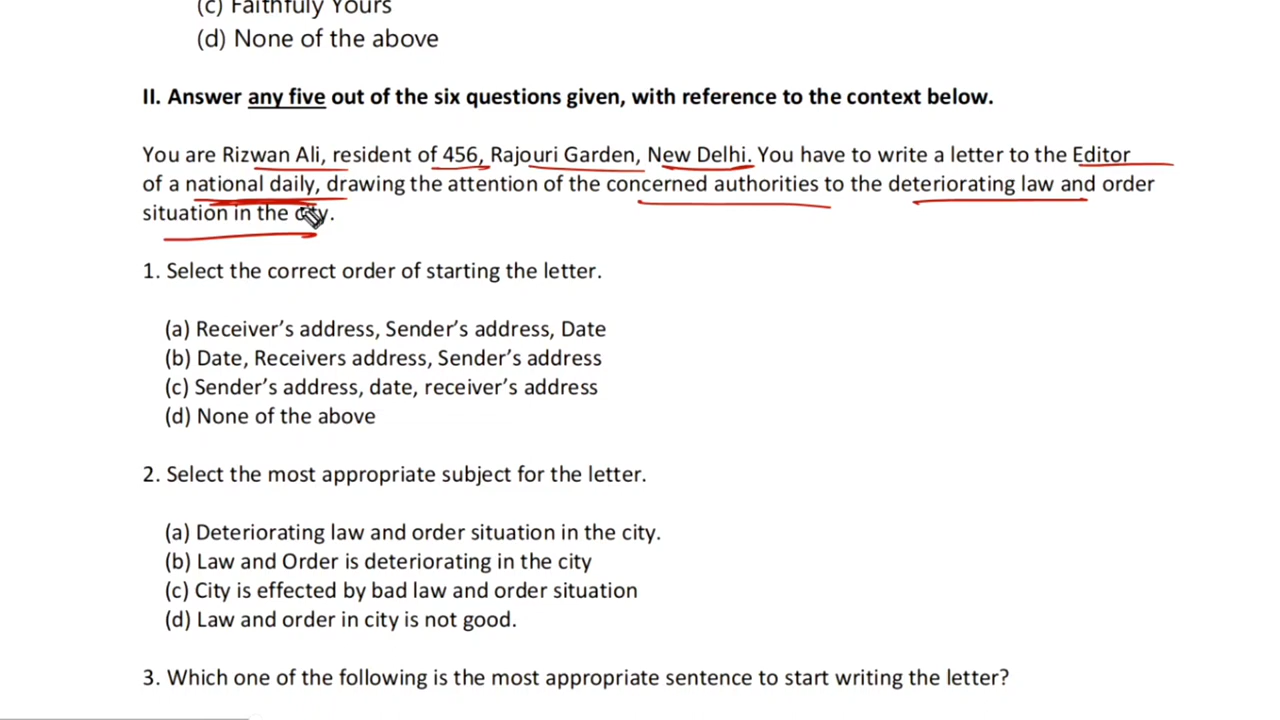 (c) Faithfuly Yours
(d) None of the above
II. Answer any five out of the six questions given, with reference to the context below.
You are Rizwan Ali, resident of 456, Rajouri Garden, New Delhi. You have to write a letter to the Editor
of a national daily, drawing the attention of the concerned authorities to the deteriorating law and order
situation in the city.
1. Select the correct order of starting the letter.
(a) Receiver's address, Sender's address, Date
(b) Date, Receivers address, Sender's address
(c) Sender's address, date, receiver's address
(d) None of the above
2. Select the most appropriate subject for the letter.
(a) Deteriorating law and order situation in the city.
(b) Law and Order is deteriorating in the city
(c) City is effected by bad law and order situation
(d) Law and order in city is not good.
3. Which one of the following is the most appropriate sentence to start writing the letter?